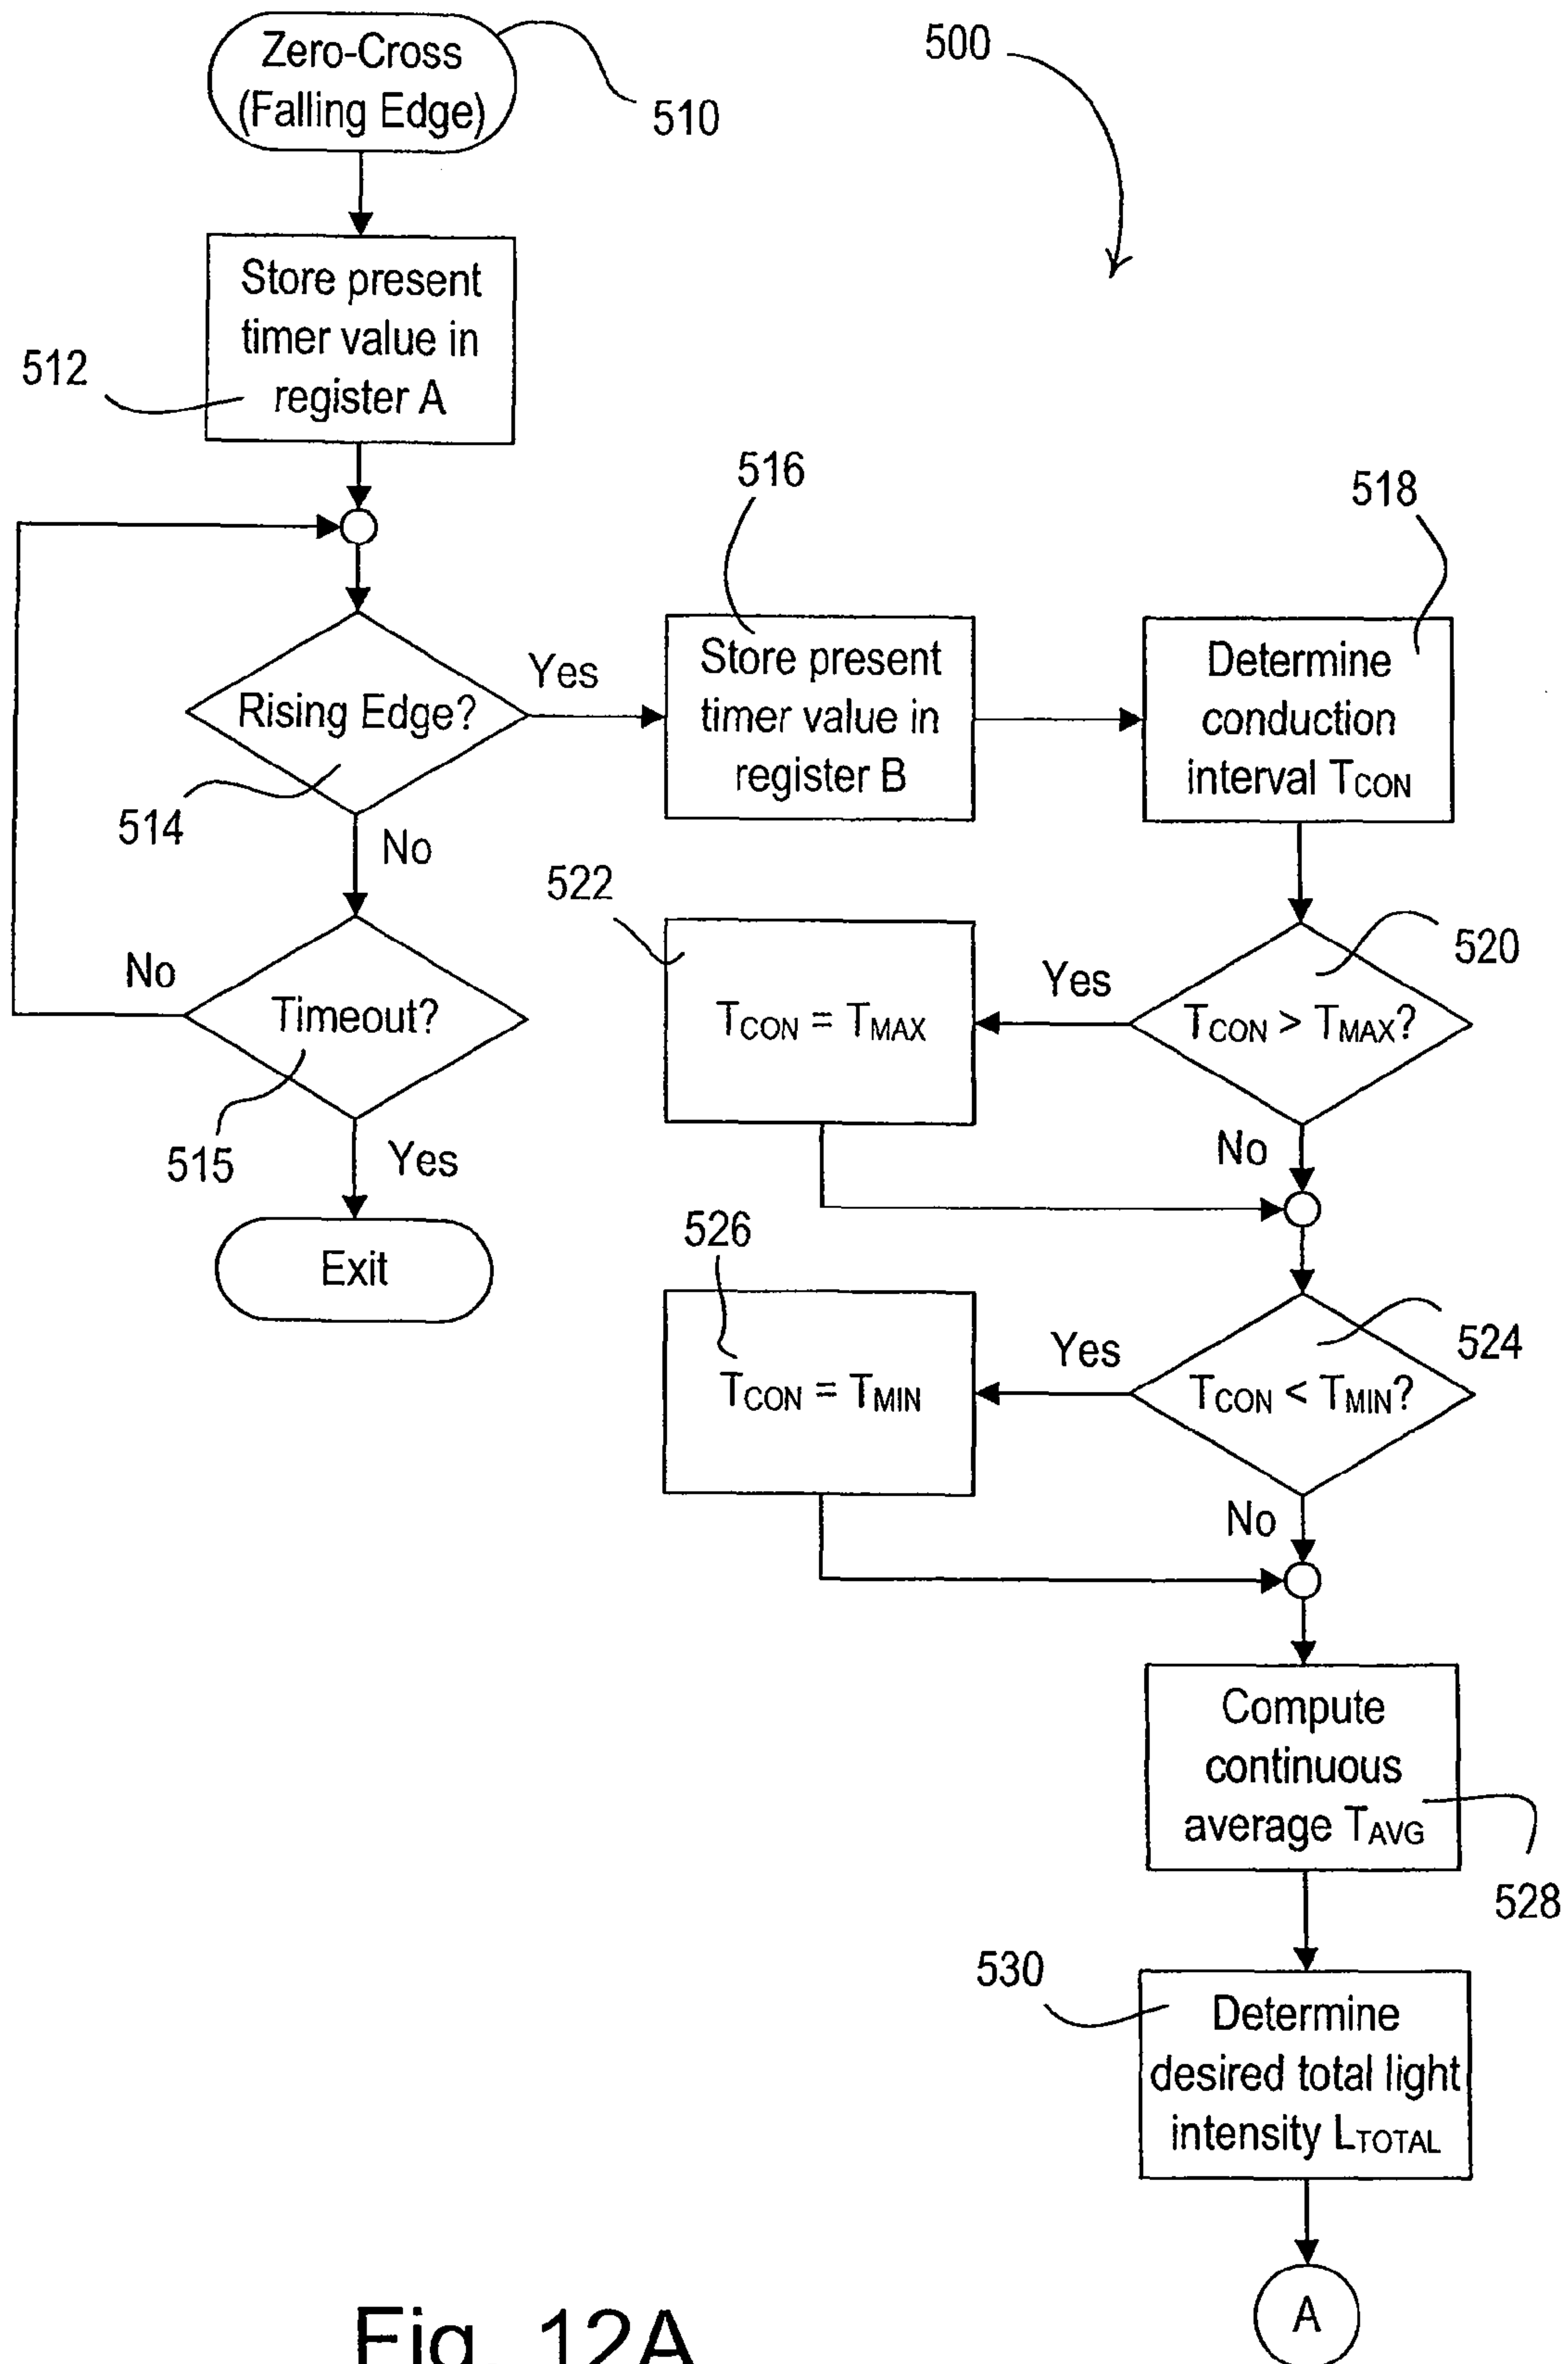 Zero-Cross
(Falling Edge)
510
500
Store present
timer value in
register A
512
Rising Edge?
514
Yes
No
Timeout?
515
No
Yes
Exit
516
Store present
timer value in
register B
518
Determine
conduction
interval TCON
520
TCON > TMAX?
Yes
No
522
TCON = TMAX
524
TCON < TMIN?
Yes
No
526
TCON = TMIN
Compute
continuous
average TAVG
528
530
Determine
desired total light
intensity LTOTAL
A
Fig. 12A